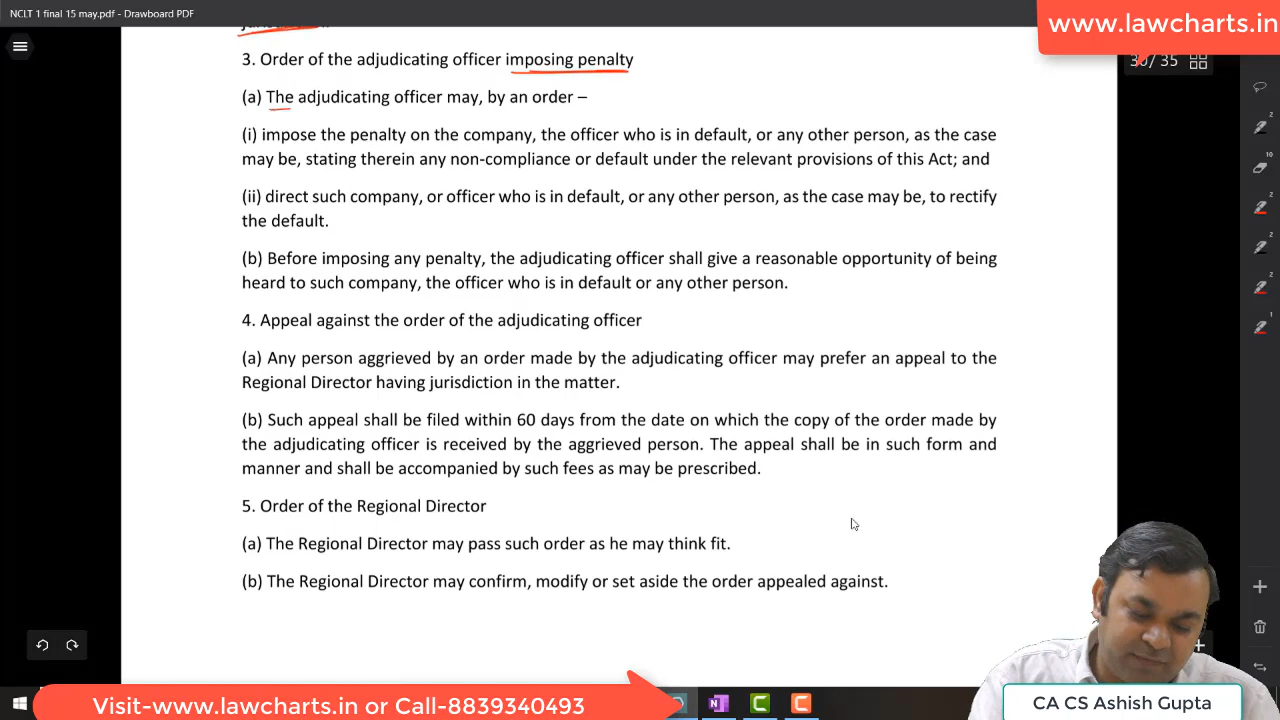 NCLT 1 final 15 may.pdf - Drawboard PDF
www.lawcharts.in
3. Order of the adjudicating officer imposing penalty
(a) The adjudicating officer may, by an order –
(i) impose the penalty on the company, the officer who is in default, or any other person, as the case
may be, stating therein any non-compliance or default under the relevant provisions of this Act; and
(ii) direct such company, or officer who is in default, or any other person, as the case may be, to rectify
the default.
(b) Before imposing any penalty, the adjudicating officer shall give a reasonable opportunity of being
heard to such company, the officer who is in default or any other person.
4. Appeal against the order of the adjudicating officer
(a) Any person aggrieved by an order made by the adjudicating officer may prefer an appeal to the
Regional Director having jurisdiction in the matter.
(b) Such appeal shall be filed within 60 days from the date on which the copy of the order made by
the adjudicating officer is received by the aggrieved person. The appeal shall be in such form and
manner and shall be accompanied by such fees as may be prescribed.
5. Order of the Regional Director
(a) The Regional Director may pass such order as he may think fit.
(b) The Regional Director may confirm, modify or set aside the order appealed against.
/ 35
2
10
2
2
2
1
Visit-www.lawcharts.in or Call-8839340493
CA CS Ashish Gupta